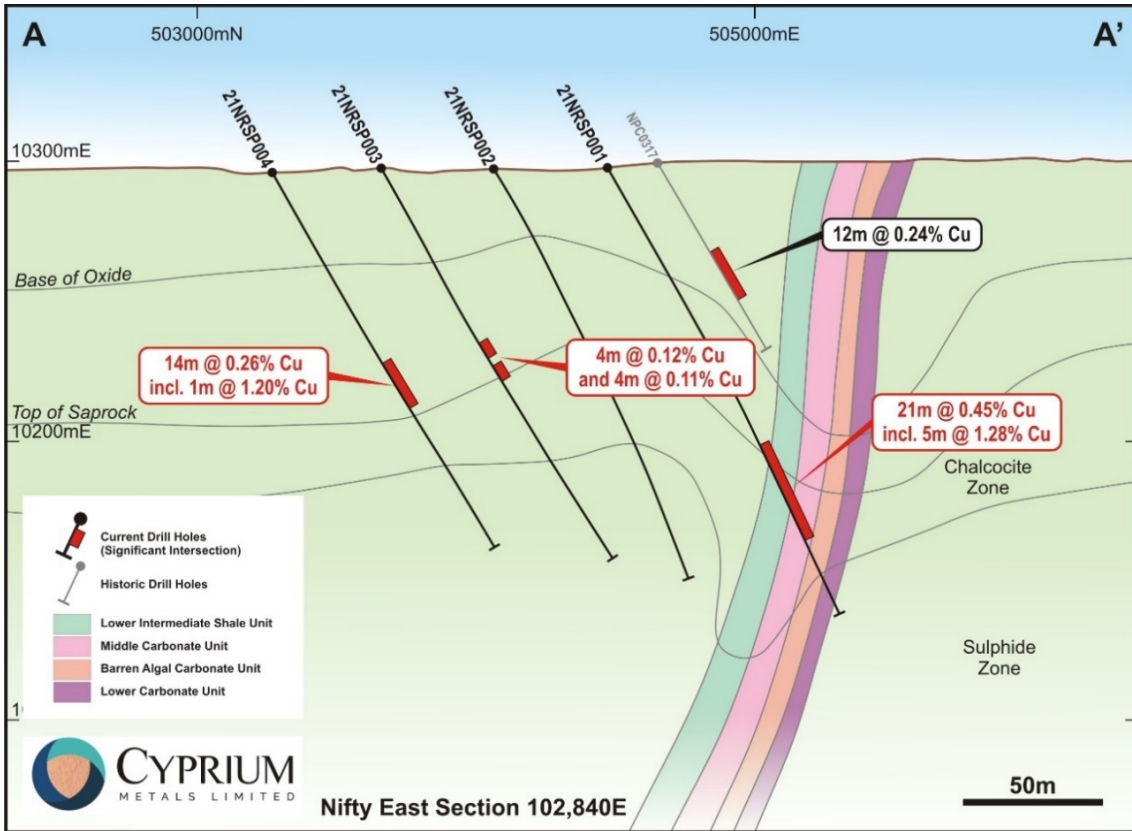 A
503000mN
505000mE
A'
21NRSP004
21NRSP003
21NRSP002
21NRSP001
NPC0317
10300mE
12m @ 0.24% Cu
Base of Oxide
14m @ 0.26% Cu
incl. 1m @ 1.20% Cu
4m @ 0.12% Cu
and 4m @ 0.11% Cu
Top of Saprock
10200mE
21m @ 0.45% Cu
incl. 5m @ 1.28% Cu
Chalcocite
Zone
Current Drill Holes
(Significant Intersection)
Historic Drill Holes
Lower Intermediate Shale Unit
Middle Carbonate Unit
Barren Algal Carbonate Unit
Lower Carbonate Unit
Sulphide
Zone
CYPRIUM
METALS LIMITED
Nifty East Section 102,840E
50m